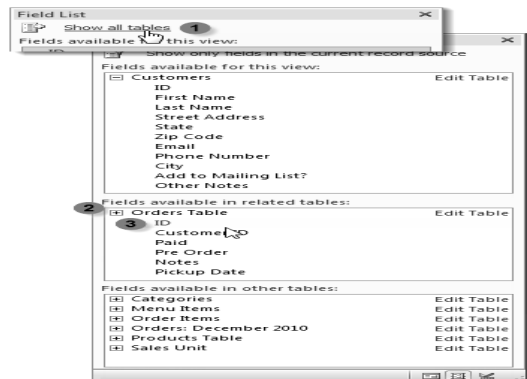 Field List
Show all tables 1
Fields available for this view:
ID
Show only fields in the current record source
Fields available for this view:
Customers Edit Table
ID
First Name
Last Name
Street Address
State
Zip Code
Email
Phone Number
City
Add to Mailing List?
Other Notes
Fields available in related tables:
2 Orders Table Edit Table
3 ID
Customer ID
Paid
Pre Order
Notes
Pickup Date
Fields available in other tables:
Categories Edit Table
Menu Items Edit Table
Order Items Edit Table
Orders: December 2010 Edit Table
Products Table Edit Table
Sales Unit Edit Table